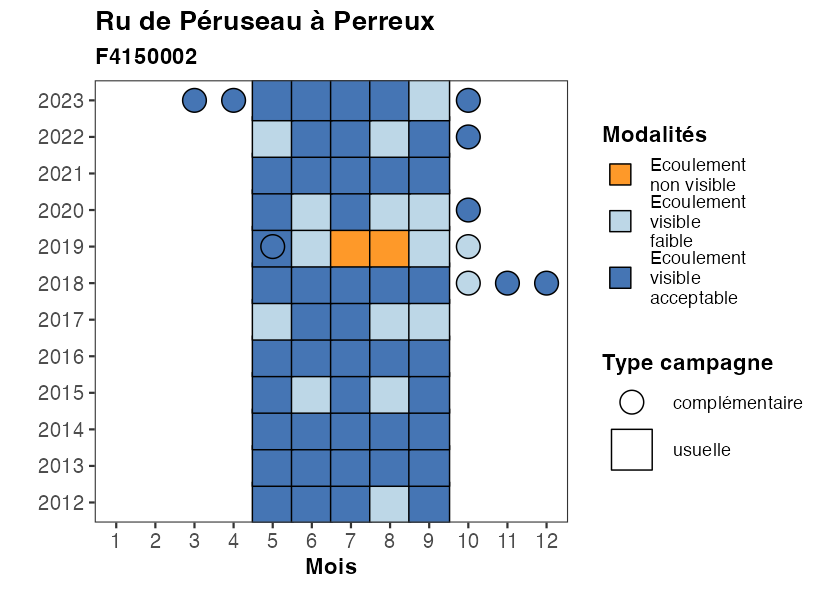 Ru de Péruseau à Perreux
F4150002
2023
2022
2021
2020
2019
2018
2017
2016
2015
2014
2013
2012
1 2 3 4 5 6 7 8 9 10 11 12
Mois
Modalités
Ecoulement
non visible
Ecoulement
visible
faible
Ecoulement
visible
acceptable
Type campagne
complémentaire
usuelle